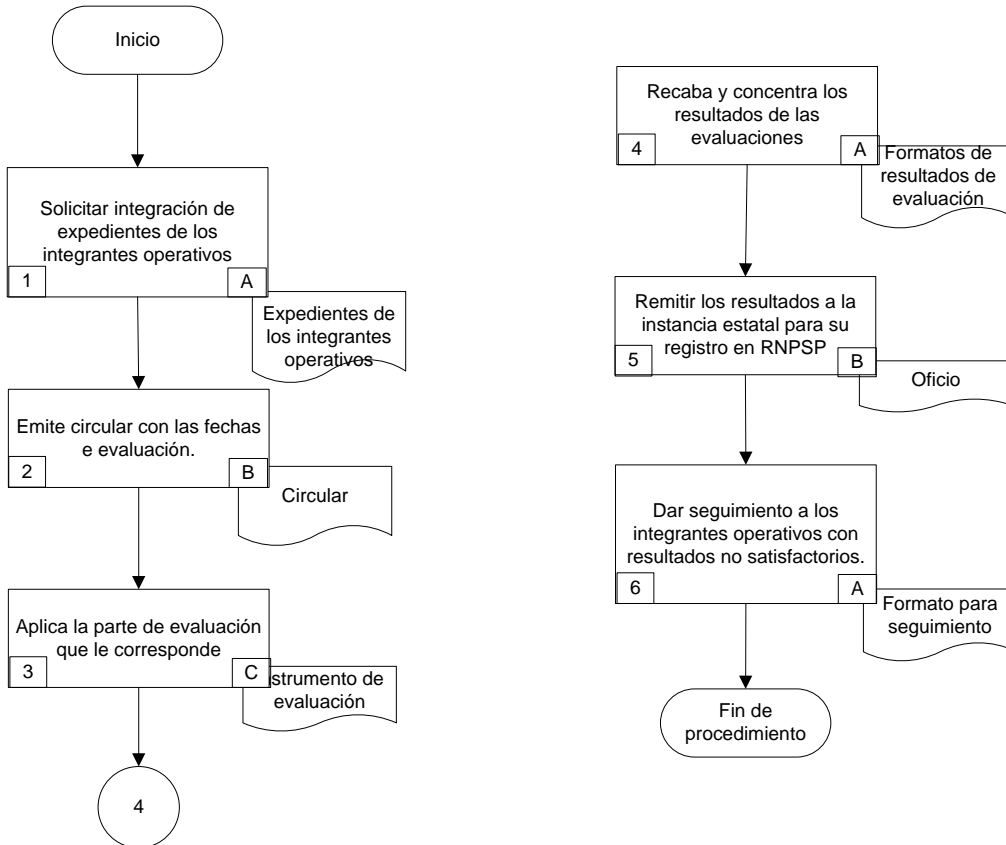 Inicio
Solicitar integración de
expedientes de los
integrantes operativos
1
A
Expedientes de
los integrantes
operativos
Emite circular con las fechas
e evaluación.
2
B
Circular
Aplica la parte de evaluación
que le corresponde
3
C
strumento de
evaluación
4
Recaba y concentra los
resultados de las
evaluaciones
4
A
Formatos de
resultados de
evaluación
Remitir los resultados a la
instancia estatal para su
registro en RNPSP
5
B
Oficio
Dar seguimiento a los
integrantes operativos con
resultados no satisfactorios.
6
A
Formato para
seguimiento
Fin de
procedimiento